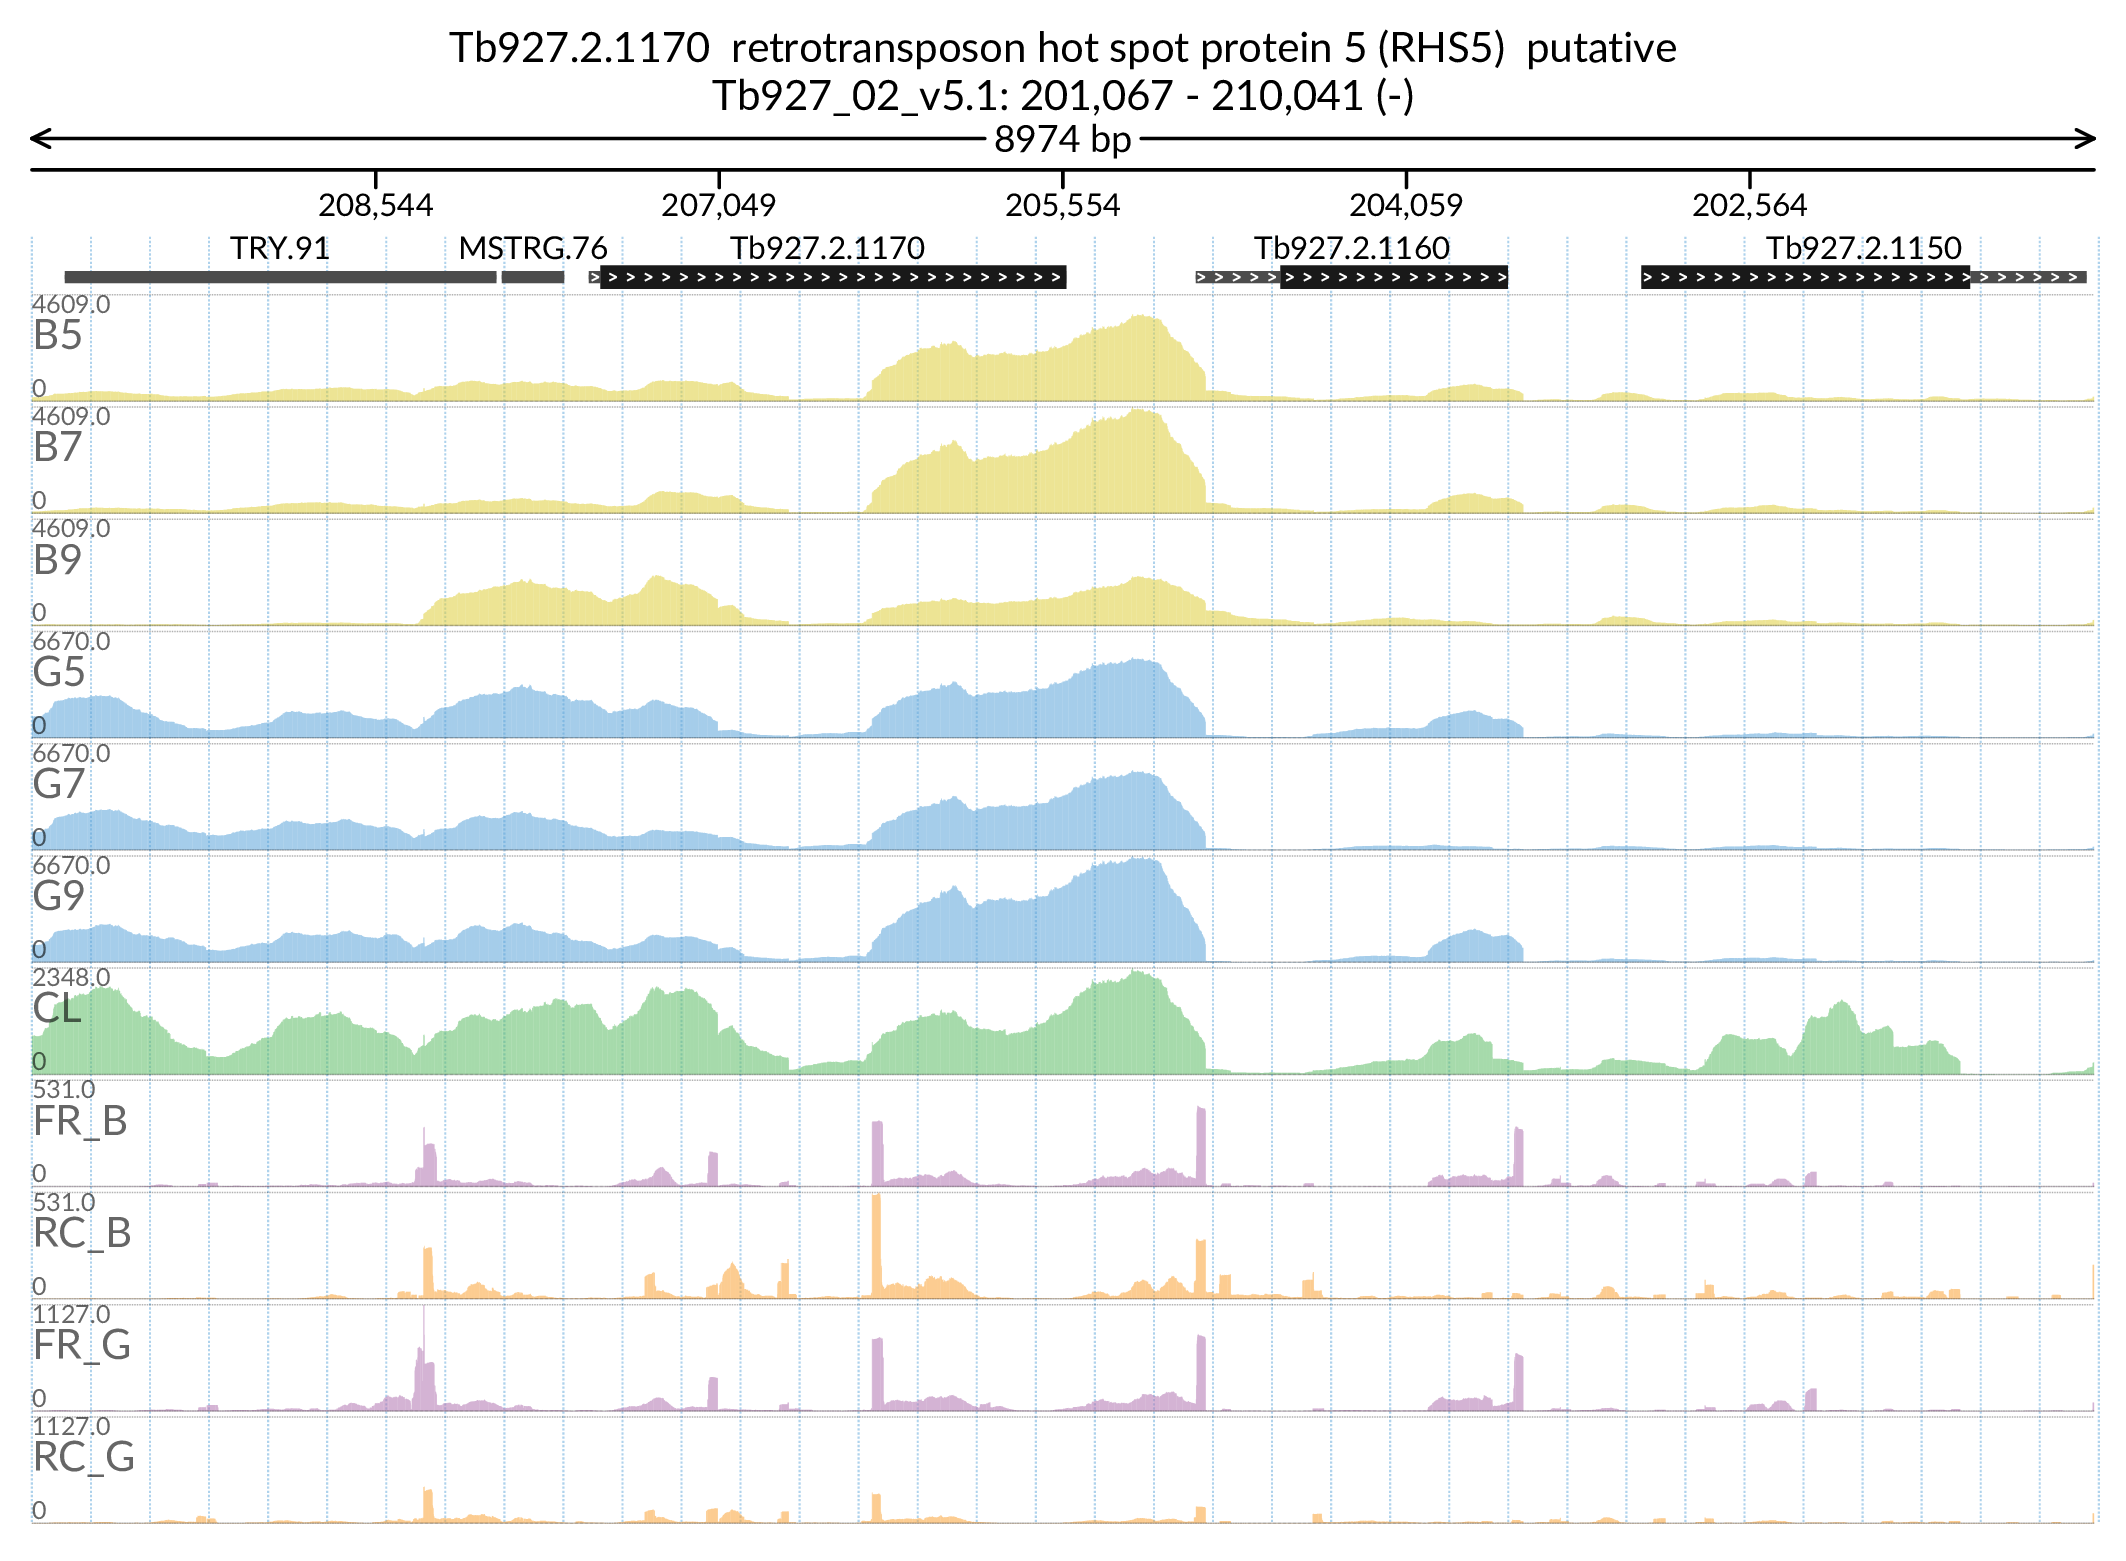 Tb927.2.1170 retrotransposon hot spot protein 5 (RHS5) putative
Tb927_02_v5.1: 201,067 - 210,041 (-)
8974 bp
208,544 207,049 205,554 204,059 202,564
TRY.91 MSTRG.76 Tb927.2.1170 Tb927.2.1160 Tb927.2.1150
4609.0
B5
0
4609.0
B7
0
4609.0
B9
0
6670.0
G5
0
6670.0
G7
0
6670.0
G9
0
2348.0
CL
0
531.0
FR_B
0
531.0
RC_B
0
1127.0
FR_G
0
1127.0
RC_G
0